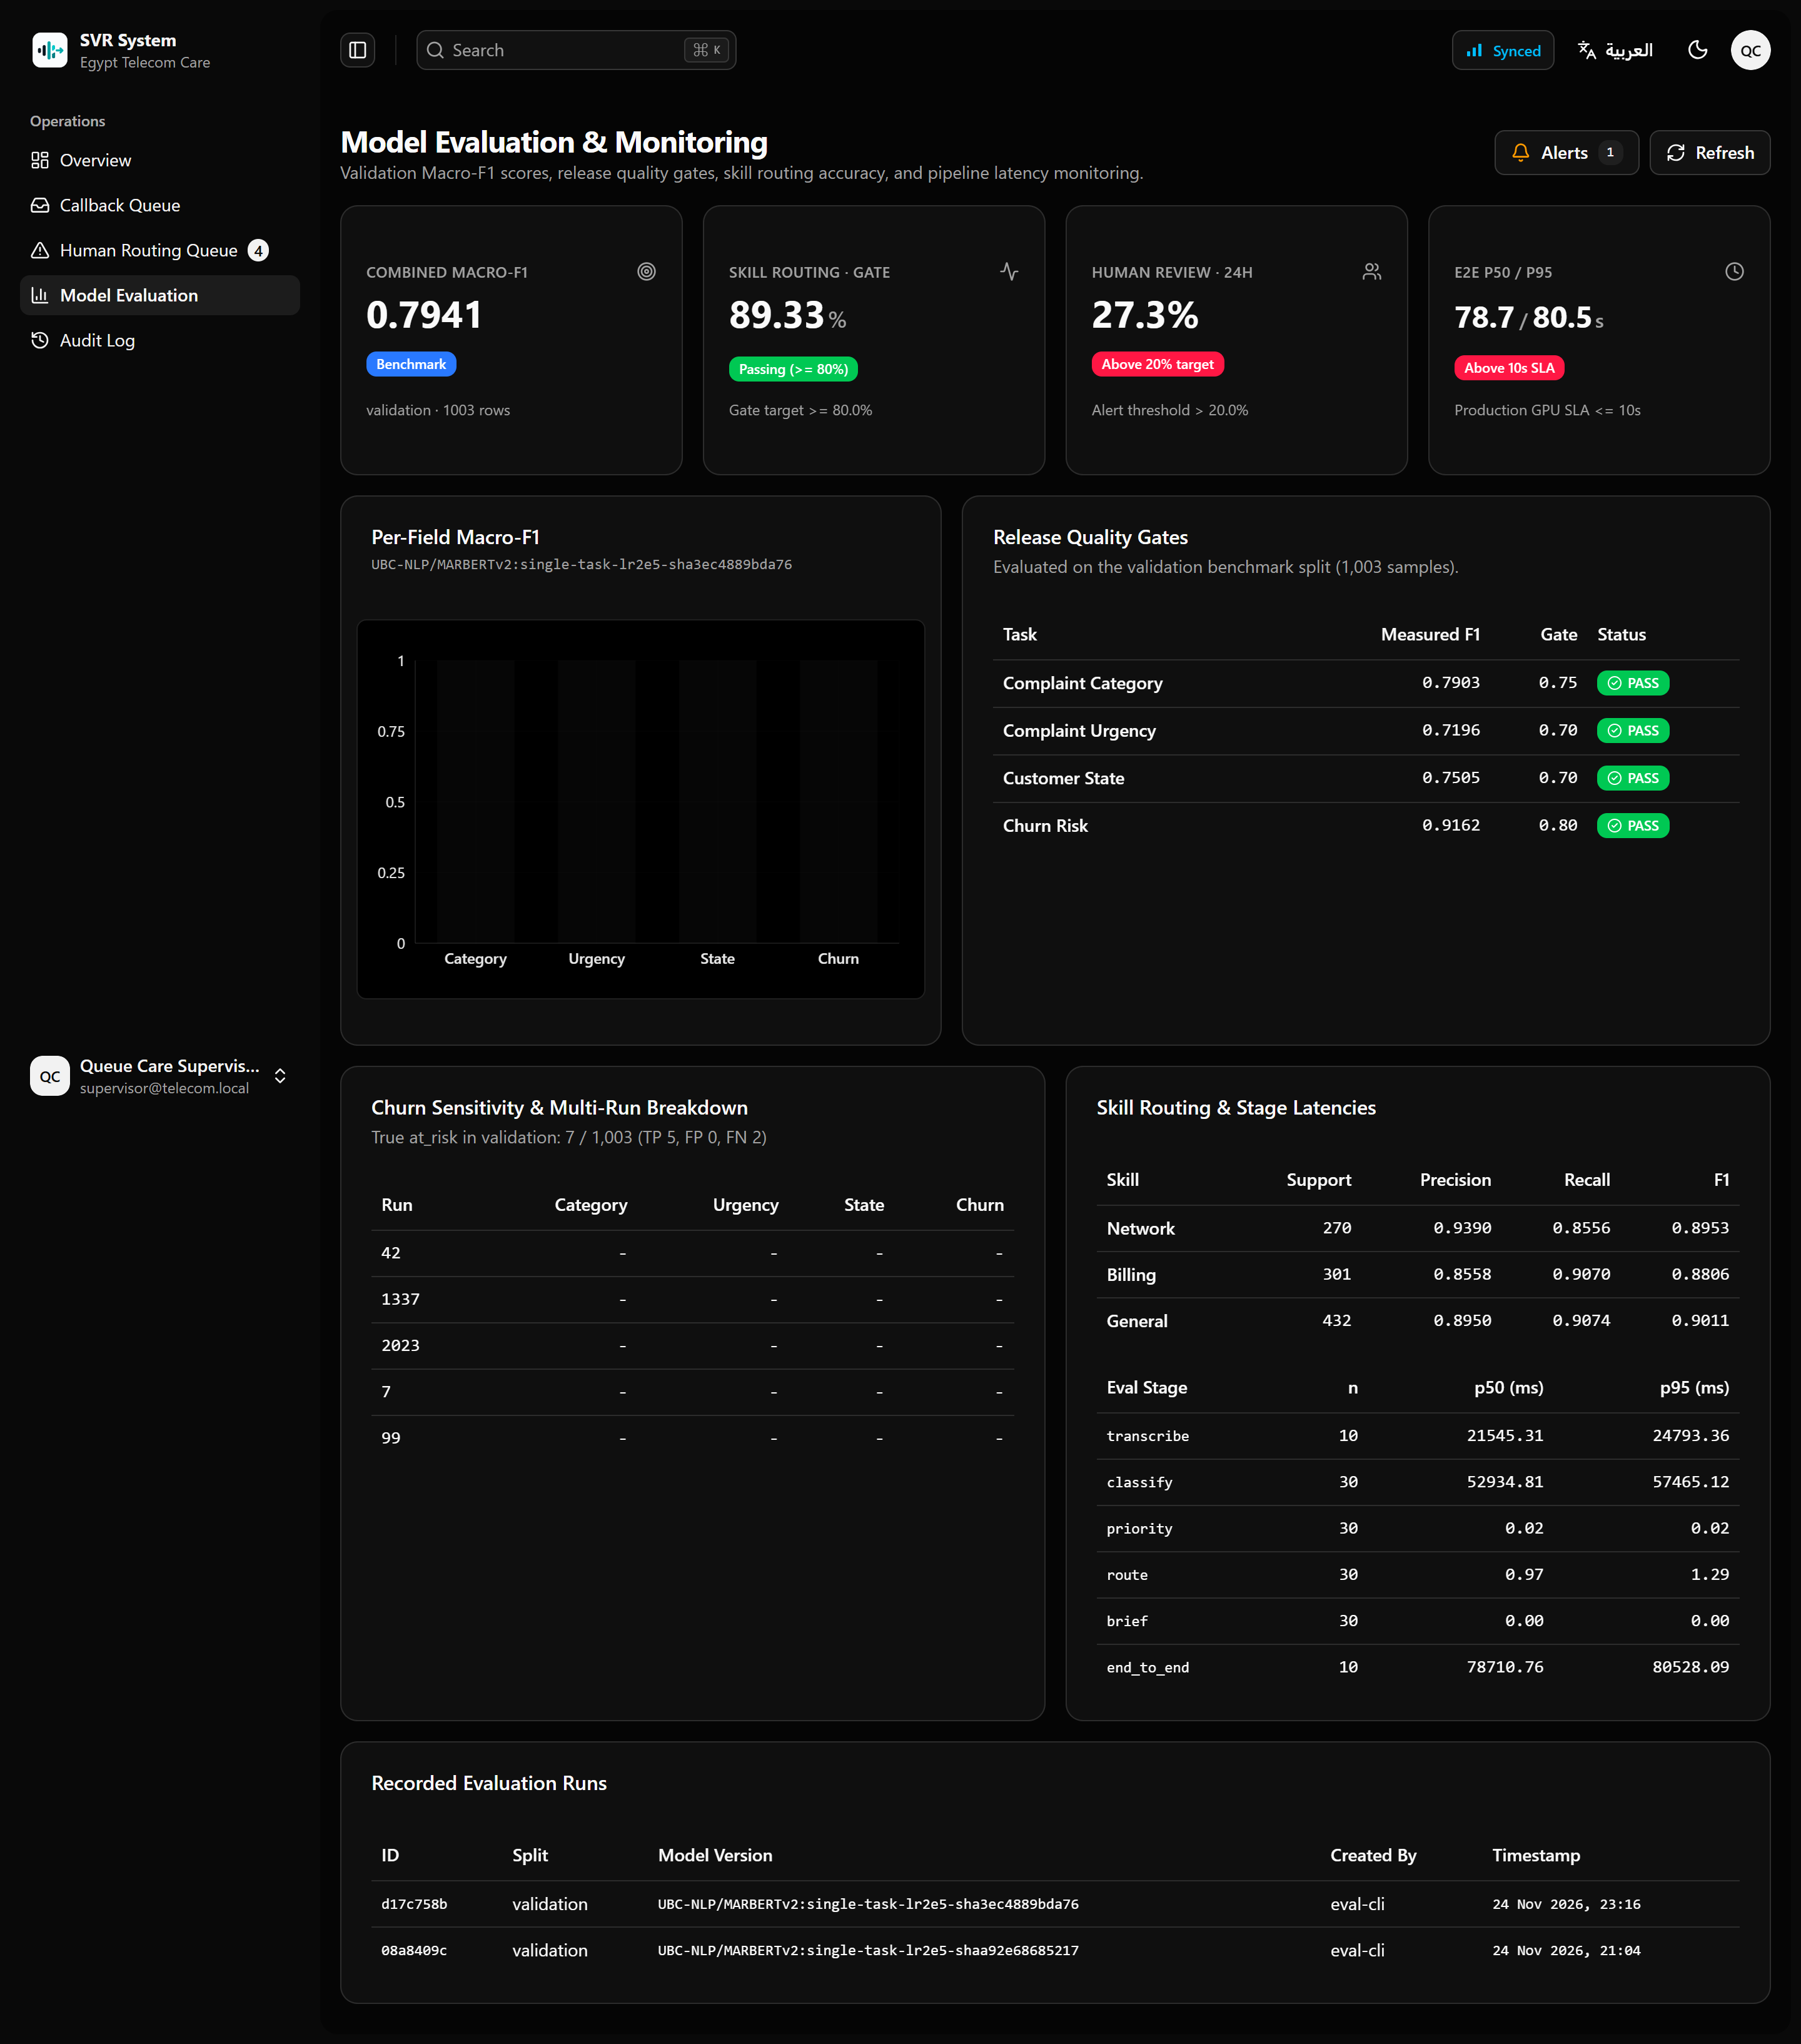 SVR System
Egypt Telecom Care
Operations
Overview
Callback Queue
Human Routing Queue 4
Model Evaluation
Audit Log
Queue Care Supervis...
QC
supervisor@telecom.local
Search ⌘ K
Synced
العربية
QC
Model Evaluation & Monitoring
Validation Macro-F1 scores, release quality gates, skill routing accuracy, and pipeline latency monitoring.
Alerts 1
Refresh
COMBINED MACRO-F1
0.7941
Benchmark
validation · 1003 rows
SKILL ROUTING · GATE
89.33%
Passing (>= 80%)
Gate target >= 80.0%
HUMAN REVIEW · 24H
27.3%
Above 20% target
Alert threshold > 20.0%
E2E P50 / P95
78.7 / 80.5 s
Above 10s SLA
Production GPU SLA <= 10s
Per-Field Macro-F1
UBC-NLP/MARBERTv2:single-task-lr2e5-sha3ec4889bda76
1
0.75
0.5
0.25
0
Category Urgency State Churn
Release Quality Gates
Evaluated on the validation benchmark split (1,003 samples).
Task Measured F1 Gate Status
Complaint Category 0.7903 0.75 PASS
Complaint Urgency 0.7196 0.70 PASS
Customer State 0.7505 0.70 PASS
Churn Risk 0.9162 0.80 PASS
Churn Sensitivity & Multi-Run Breakdown
True at_risk in validation: 7 / 1,003 (TP 5, FP 0, FN 2)
Run Category Urgency State Churn
42 - - - -
1337 - - - -
2023 - - - -
7 - - - -
99 - - - -
Skill Routing & Stage Latencies
Skill Support Precision Recall F1
Network 270 0.9390 0.8556 0.8953
Billing 301 0.8558 0.9070 0.8806
General 432 0.8950 0.9074 0.9011
Eval Stage n p50 (ms) p95 (ms)
transcribe 10 21545.31 24793.36
classify 30 52934.81 57465.12
priority 30 0.02 0.02
route 30 0.97 1.29
brief 30 0.00 0.00
end_to_end 10 78710.76 80528.09
Recorded Evaluation Runs
ID Split Model Version Created By Timestamp
d17c758b validation UBC-NLP/MARBERTv2:single-task-lr2e5-sha3ec4889bda76 eval-cli 24 Nov 2026, 23:16
08a8409c validation UBC-NLP/MARBERTv2:single-task-lr2e5-shaa92e68685217 eval-cli 24 Nov 2026, 21:04